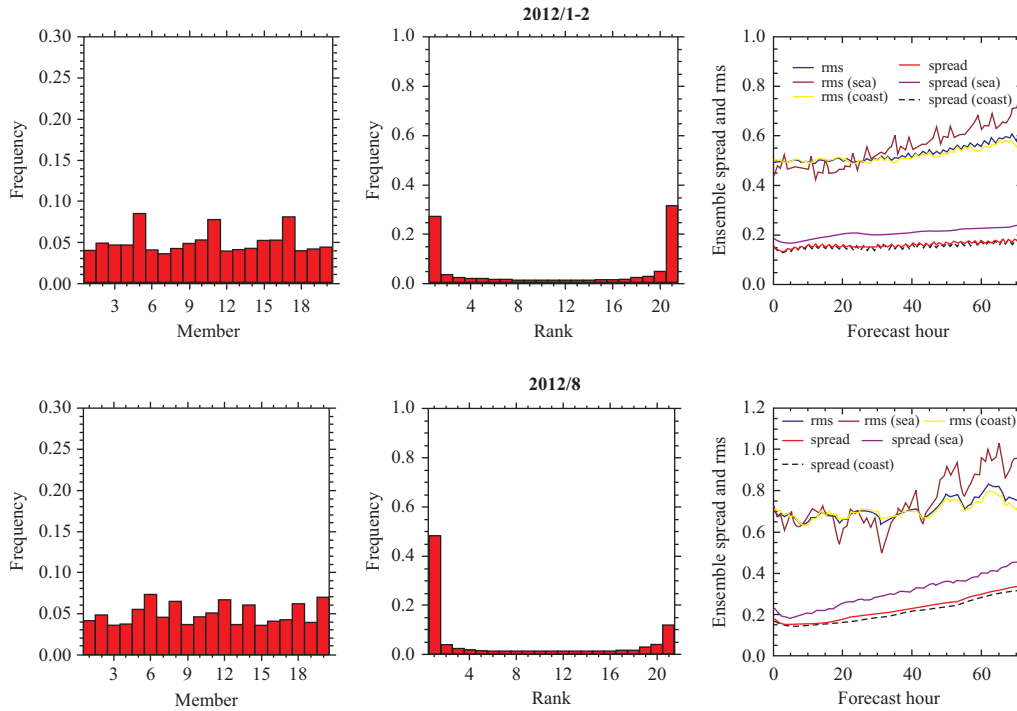 2012/1-2
0.30
0.25
0.20
0.15
0.10
0.05
0.00
Frequency
3 6 9 12 15 18
Member
1.0
0.8
0.6
0.4
0.2
0.0
Frequency
4 8 12 16 20
Rank
1.0
0.8
0.6
0.4
0.2
0.0
Ensemble spread and rms
rms spread
rms (sea) spread (sea)
rms (coast) spread (coast)
0 20 40 60
Forecast hour
2012/8
0.30
0.25
0.20
0.15
0.10
0.05
0.00
Frequency
3 6 9 12 15 18
Member
1.0
0.8
0.6
0.4
0.2
0.0
Frequency
4 8 12 16 20
Rank
1.2
1.0
0.8
0.6
0.4
0.2
0.0
Ensemble spread and rms
rms rms (sea) rms (coast)
spread spread (sea)
spread (coast)
0 20 40 60
Forecast hour